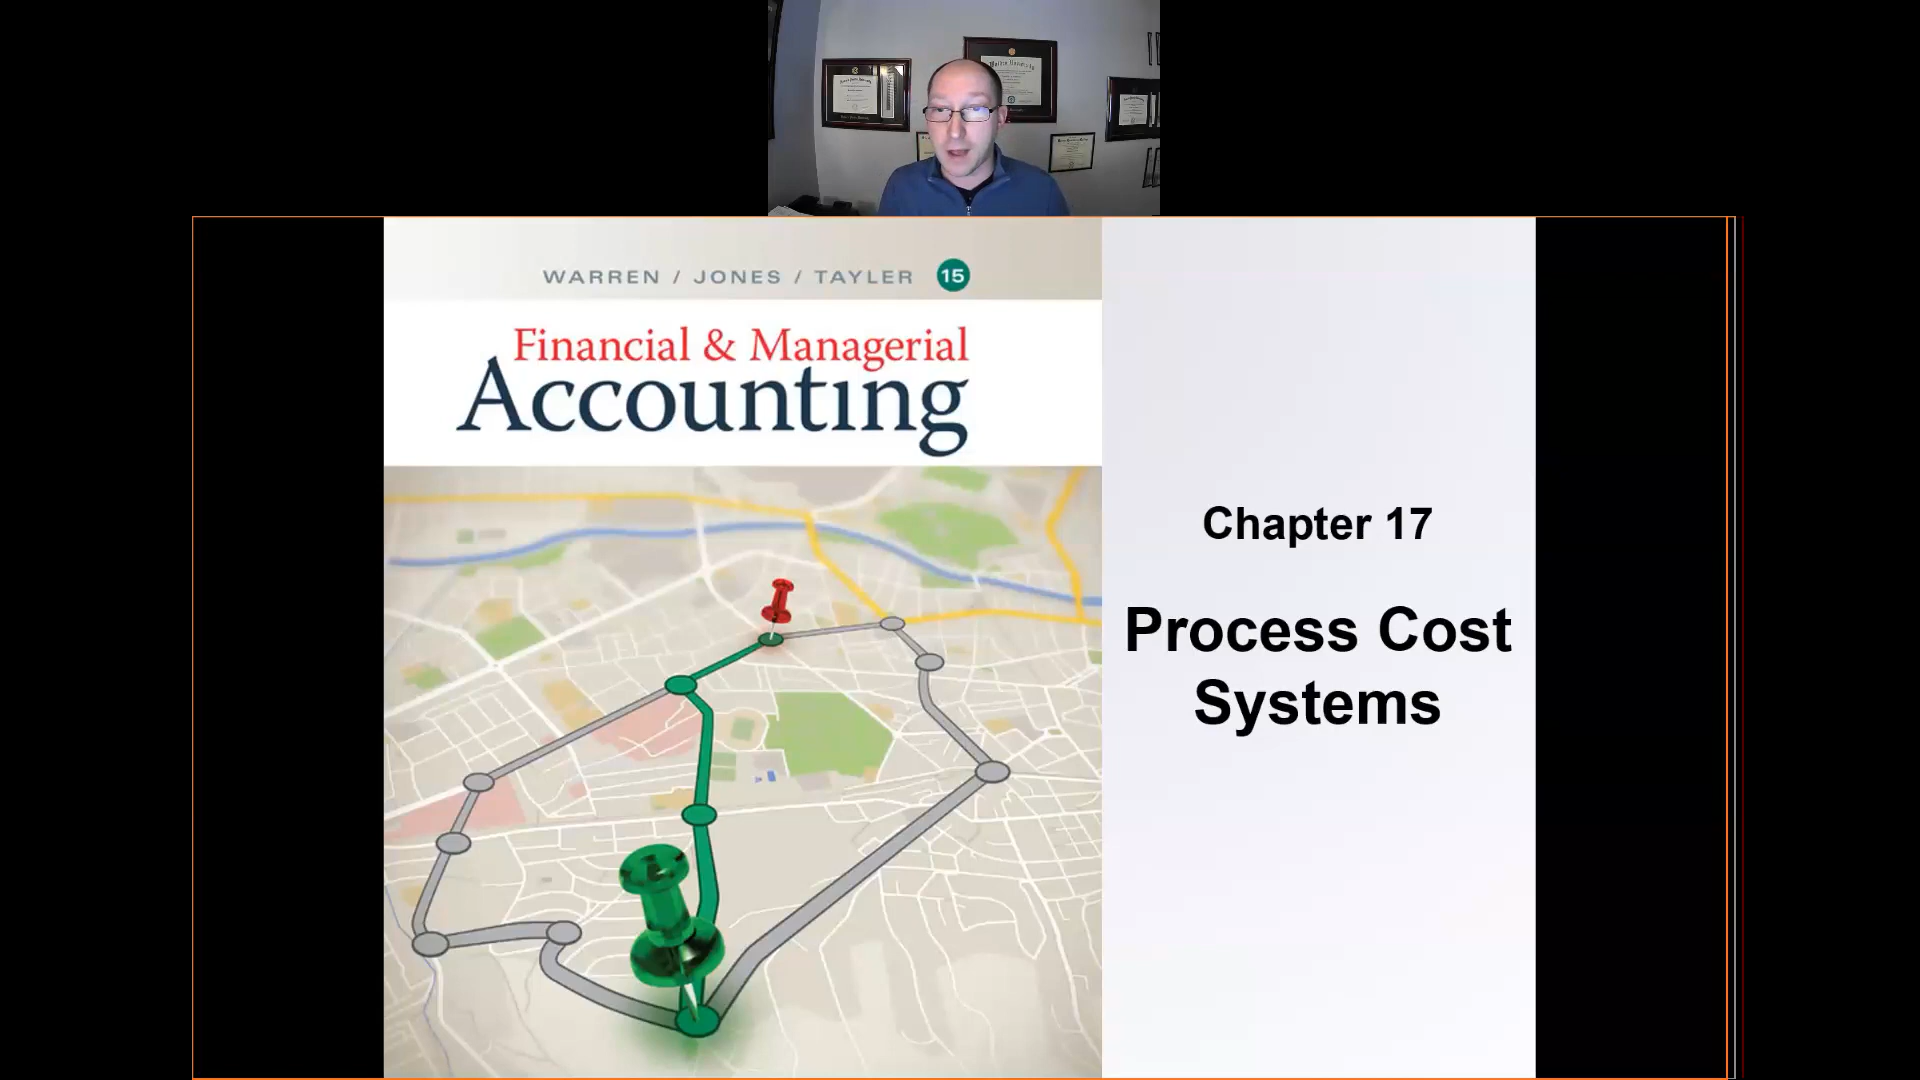 WARREN / JONES / TAYLER 15
Financial & Managerial
Accounting
Chapter 17
Process Cost
Systems